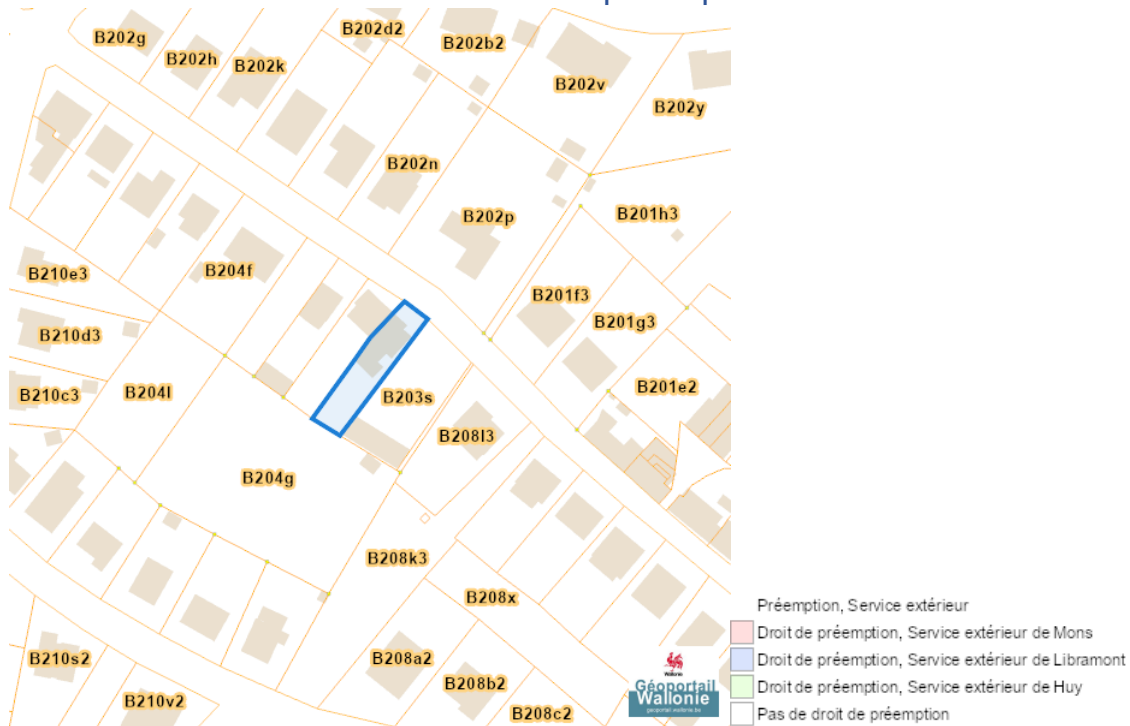 B202g
B202d2
B202b2
B202h
B202k
B202v
B202y
B202n
B202p
B201h3
B204f
B210e3
B201f3
B201g3
B210d3
B210c3
B204l
B203s
B201e2
B208l3
B204g
B208k3
B208x
B210s2
B208a2
B208b2
B210v2
B208c2
Wallonie
Géoportail
Wallonie
geoportail.wallonie.be
Préemption, Service extérieur
Droit de préemption, Service extérieur de Mons
Droit de préemption, Service extérieur de Libramont
Droit de préemption, Service extérieur de Huy
Pas de droit de préemption